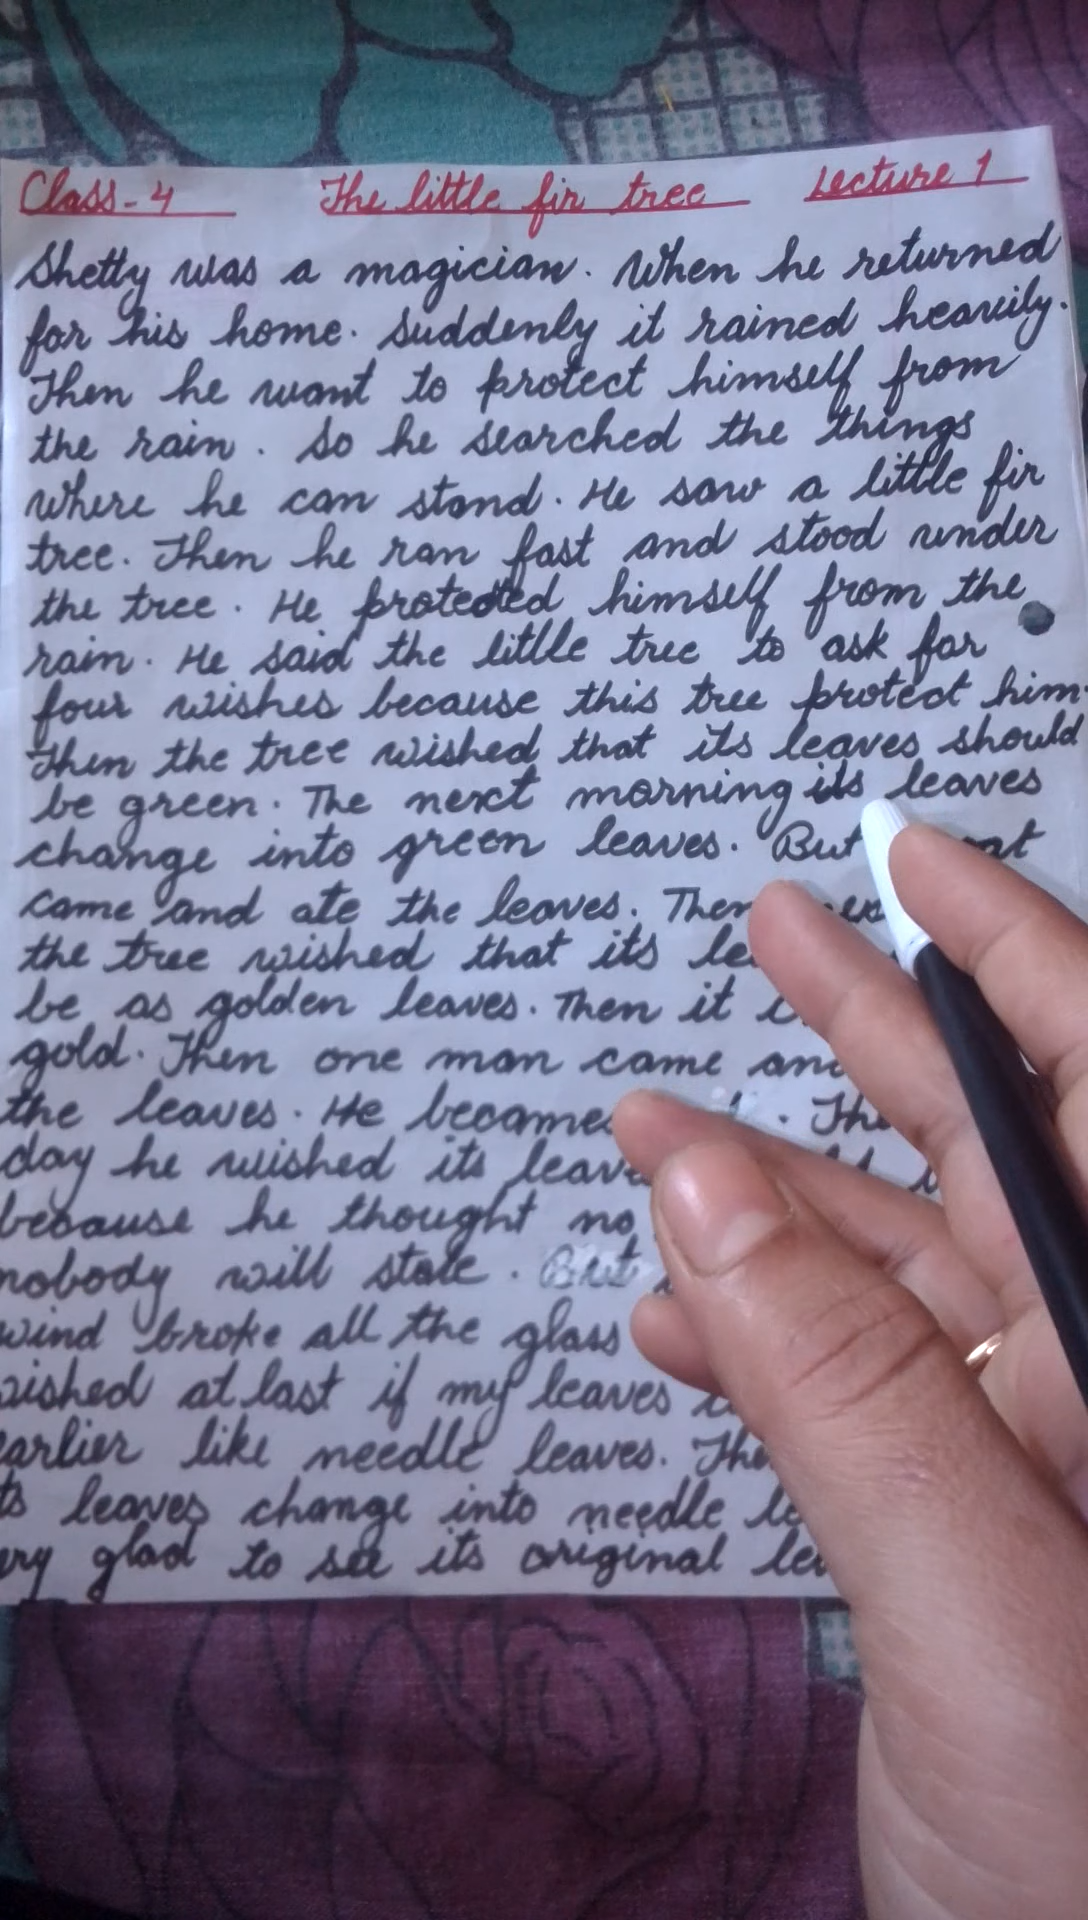 Class-4 The little fir tree Lecture 1
Shetty was a magician. When he returned
for his home. Suddenly it rained heavily.
Then he want to protect himself from
the rain. So he searched the things
where he can stand. He saw a little fir
tree. Then he ran fast and stood under
the tree. He protected himself from the
rain. He said the little tree to ask for
four wishes because this tree protect him.
Then the tree wished that its leaves should
be green. The next morning its leaves
change into green leaves. But
came and ate the leaves. Then
the tree wished that its
be as golden leaves. Then it
gold. Then one man came
the leaves. He becomes
day he wished its
because he thought no
nobody will stole. But
wind broke all the glass
at last if my leaves
like needle leaves.
leaves change into needle
glad to see its original